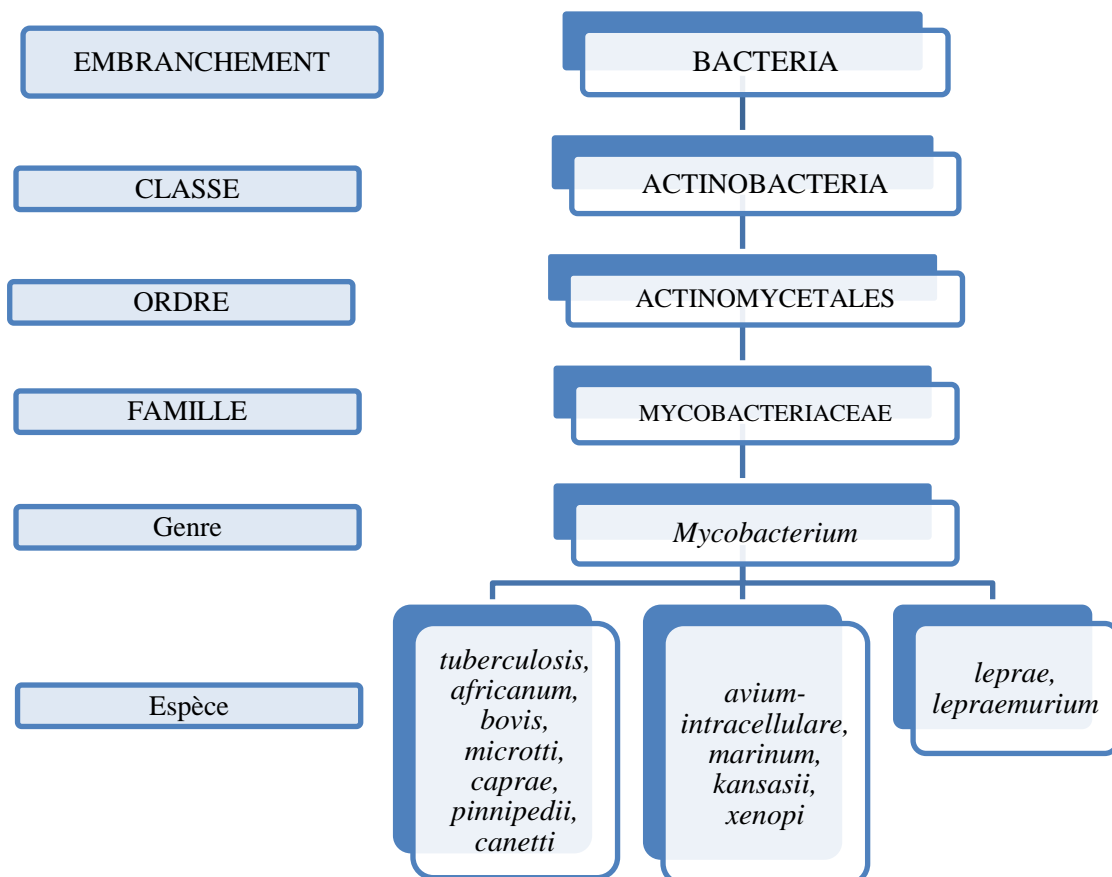 EMBRANCHEMENT
BACTERIA
CLASSE
ACTINOBACTERIA
ORDRE
ACTINOMYCETALES
FAMILLE
MYCOBACTERIACEAE
Genre
Mycobacterium
Espèce
tuberculosis,
africanum,
bovis,
microtti,
caprae,
pinnipedii,
canetti
avium-
intracellulare,
marinum,
kansasii,
xenopi
leprae,
lepraemurium